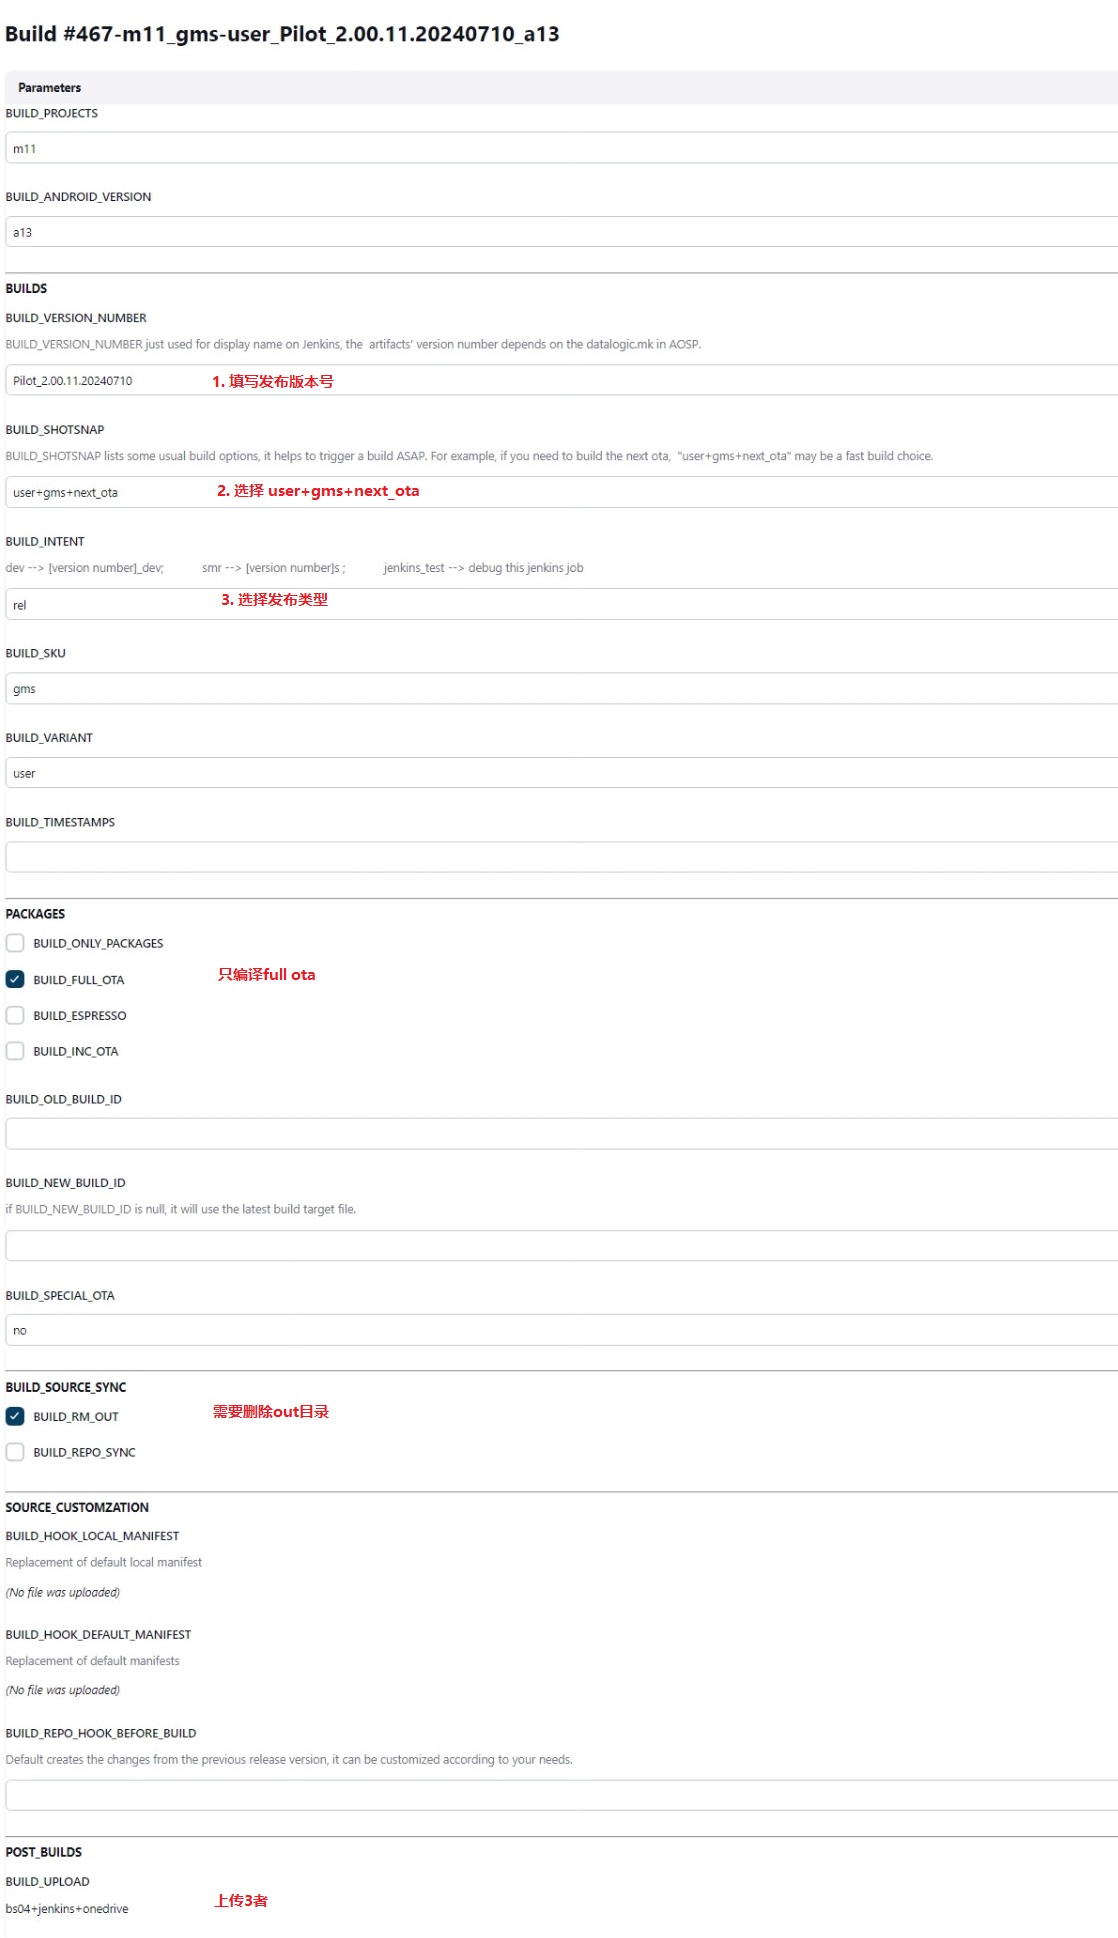 Build #467-m11_gms-user_Pilot_2.00.11.20240710_a13
Parameters
BUILD_PROJECTS
m11
BUILD_ANDROID_VERSION
a13
BUILDS
BUILD_VERSION_NUMBER
BUILD_VERSION_NUMBER just used for display name on Jenkins, the artifacts' version number depends on the datalogic.mk in AOSP.
Pilot_2.00.11.20240710 1. 填写发布版本号
BUILD_SHOTSNAP
BUILD_SHOTSNAP lists some usual build options, it helps to trigger a build ASAP. For example, if you need to build the next ota, "user+gms+next_ota" may be a fast build choice.
user+gms+next_ota 2. 选择 user+gms+next_ota
BUILD_INTENT
dev --> [version number]_dev; smr --> [version number]s ; jenkins_test --> debug this jenkins job
rel 3. 选择发布类型
BUILD_SKU
gms
BUILD_VARIANT
user
BUILD_TIMESTAMPS
PACKAGES
BUILD_ONLY_PACKAGES
BUILD_FULL_OTA 只编译full ota
BUILD_ESPRESSO
BUILD_INC_OTA
BUILD_OLD_BUILD_ID
BUILD_NEW_BUILD_ID
if BUILD_NEW_BUILD_ID is null, it will use the latest build target file.
BUILD_SPECIAL_OTA
no
BUILD_SOURCE_SYNC
BUILD_RM_OUT 需要删除out目录
BUILD_REPO_SYNC
SOURCE_CUSTOMZATION
BUILD_HOOK_LOCAL_MANIFEST
Replacement of default local manifest
(No file was uploaded)
BUILD_HOOK_DEFAULT_MANIFEST
Replacement of default manifests
(No file was uploaded)
BUILD_REPO_HOOK_BEFORE_BUILD
Default creates the changes from the previous release version, it can be customized according to your needs.
POST_BUILDS
BUILD_UPLOAD
bs04+jenkins+onedrive 上传3者